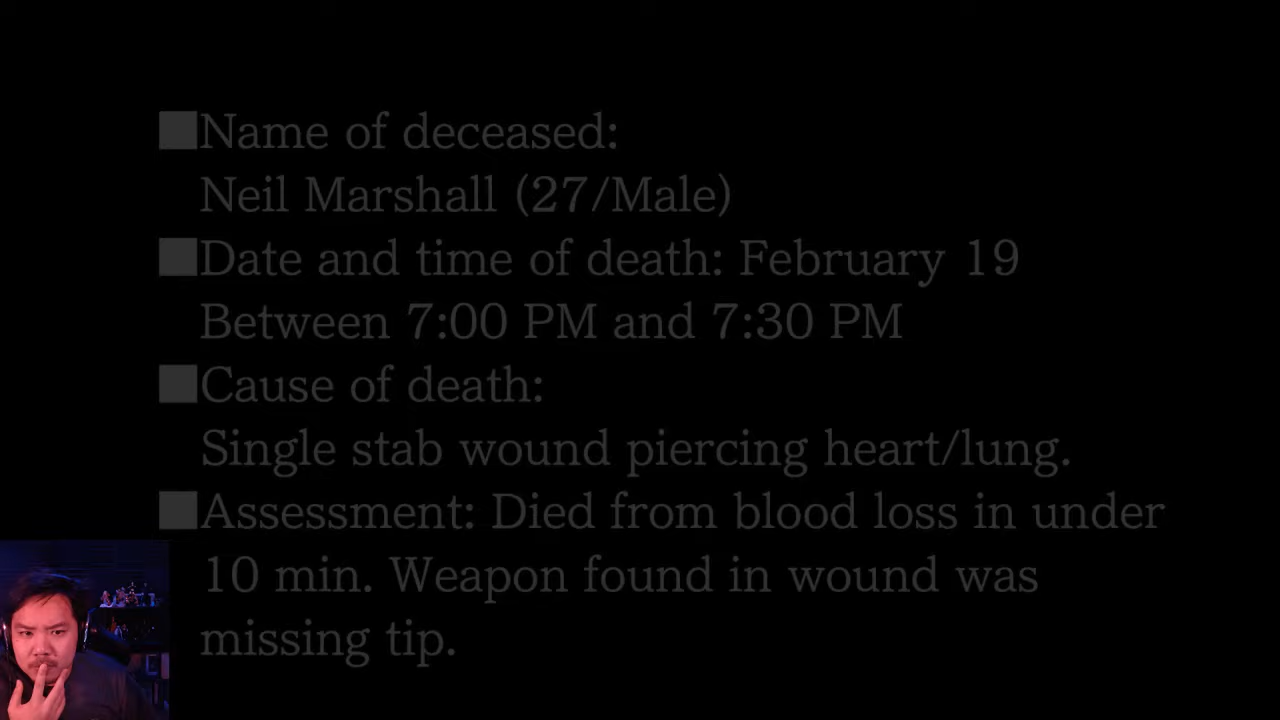 ■Name of deceased:
Neil Marshall (27/Male)
■Date and time of death: February 19
Between 7:00 PM and 7:30 PM
■Cause of death:
Single stab wound piercing heart/lung.
■Assessment: Died from blood loss in under
10 min. Weapon found in wound was
missing tip.